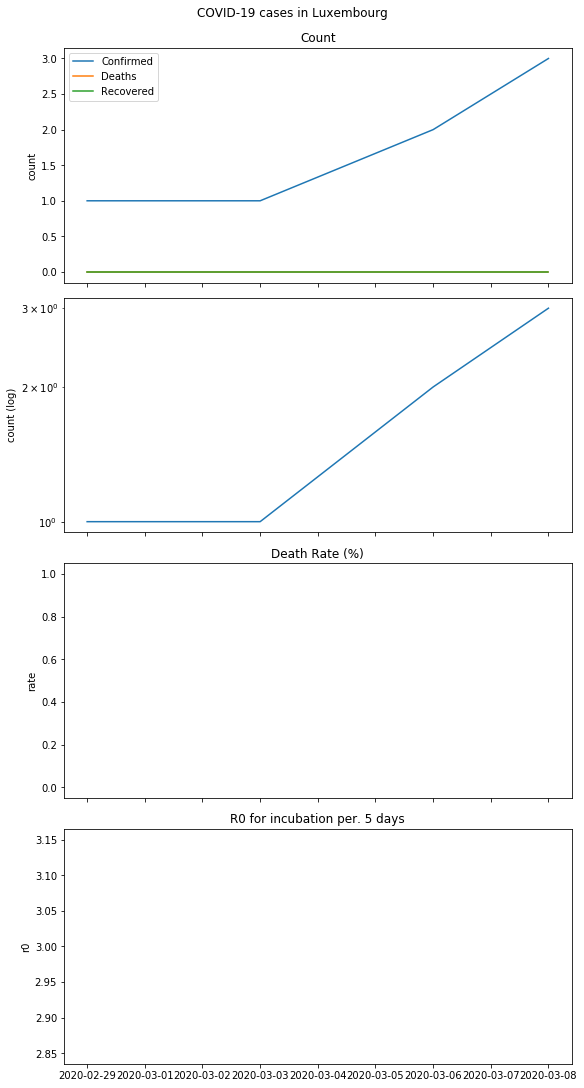 COVID-19 cases in Luxembourg
Count
Confirmed
Deaths
Recovered
3.0
2.5
2.0
1.5
1.0
0.5
0.0
count
3 × 10⁰
2 × 10⁰
10⁰
count (log)
Death Rate (%)
1.0
0.8
0.6
0.4
0.2
0.0
rate
R0 for incubation per. 5 days
3.15
3.10
3.05
3.00
2.95
2.90
2.85
r0
2020-02-29 2020-03-01 2020-03-02 2020-03-03 2020-03-04 2020-03-05 2020-03-06 2020-03-07 2020-03-08